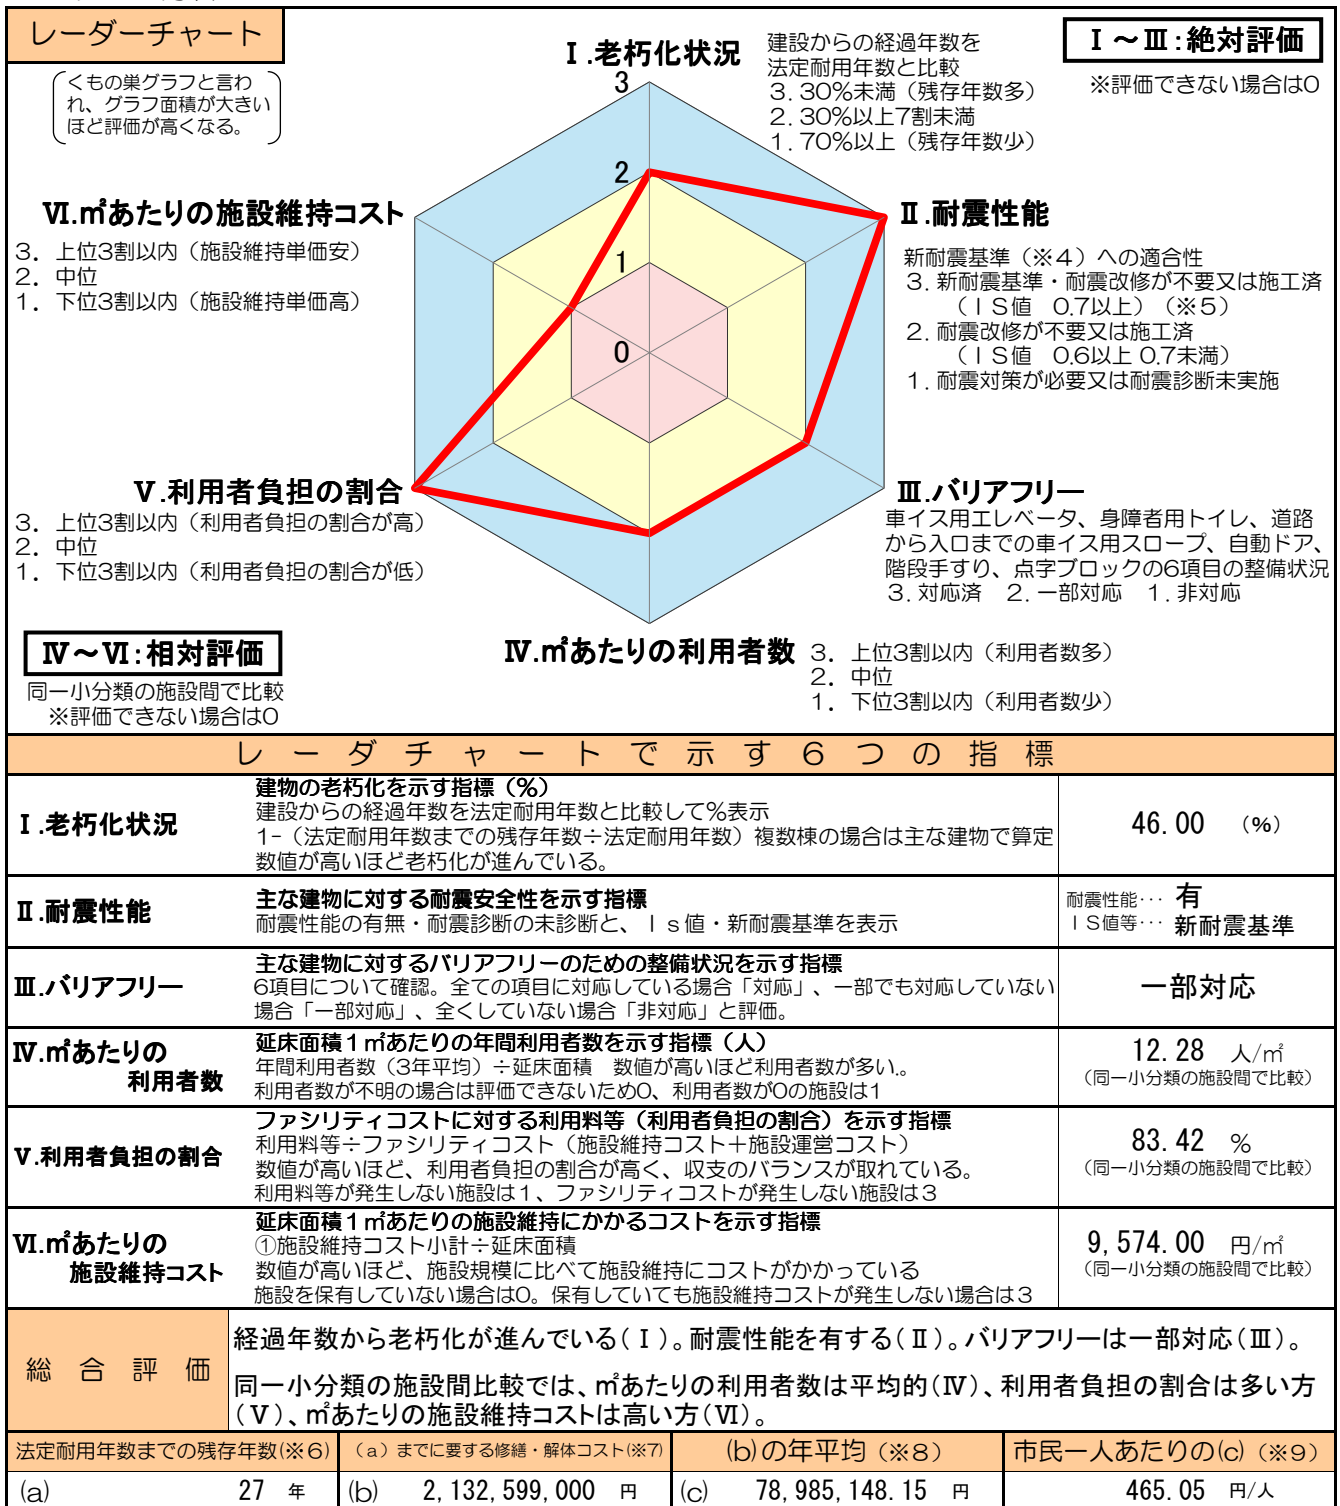 レーダーチャート
くもの巣グラフと言わ
れ、グラフ面積が大きい
ほど評価が高くなる。
Ⅰ.老朽化状況
建設からの経過年数を
法定耐用年数と比較
3.30%未満（残存年数多）
2.30%以上7割未満
1.70%以上（残存年数少）
Ⅰ～Ⅲ:絶対評価
※評価できない場合は0
3
2
1
0
Ⅵ.㎡あたりの施設維持コスト
3. 上位3割以内（施設維持単価安）
2. 中位
1. 下位3割以内（施設維持単価高）
Ⅱ.耐震性能
新耐震基準（※4）への適合性
3.新耐震基準・耐震改修が不要又は施工済
（ＩＳ値 0.7以上）（※5）
2.耐震改修が不要又は施工済
（ＩＳ値 0.6以上 0.7未満）
1.耐震対策が必要又は耐震診断未実施
Ⅴ.利用者負担の割合
3. 上位3割以内（利用者負担の割合が高）
2. 中位
1. 下位3割以内（利用者負担の割合が低）
Ⅲ.バリアフリー
車イス用エレベータ、身障者用トイレ、道路
から入口までの車イス用スロープ、自動ドア、
階段手すり、点字ブロックの6項目の整備状況
3.対応済 2.一部対応 1.非対応
Ⅳ～Ⅵ:相対評価
同一小分類の施設間で比較
※評価できない場合は0
Ⅳ.㎡あたりの利用者数
3. 上位3割以内（利用者数多）
2. 中位
1. 下位3割以内（利用者数少）
レーダチャートで示す６つの指標
Ⅰ.老朽化状況
建物の老朽化を示す指標（%）
建設からの経過年数を法定耐用年数と比較して%表示
1-（法定耐用年数までの残存年数÷法定耐用年数）複数棟の場合は主な建物で算定
数値が高いほど老朽化が進んでいる。
46.00 （%）
Ⅱ.耐震性能
主な建物に対する耐震安全性を示す指標
耐震性能の有無・耐震診断の未診断と、Ｉｓ値・新耐震基準を表示
耐震性能… 有
ＩＳ値等… 新耐震基準
Ⅲ.バリアフリー
主な建物に対するバリアフリーのための整備状況を示す指標
6項目について確認。全ての項目に対応している場合「対応」、一部でも対応していない
場合「一部対応」、全くしていない場合「非対応」と評価。
一部対応
Ⅳ.㎡あたりの
利用者数
延床面積１㎡あたりの年間利用者数を示す指標（人）
年間利用者数（3年平均）÷延床面積 数値が高いほど利用者数が多い。
利用者数が不明の場合は評価できないため0、利用者数が0の施設は1
12.28 人/㎡
（同一小分類の施設間で比較）
Ⅴ.利用者負担の割合
ファシリティコストに対する利用料等（利用者負担の割合）を示す指標
利用料等÷ファシリティコスト（施設維持コスト＋施設運営コスト）
数値が高いほど、利用者負担の割合が高く、収支のバランスが取れている。
利用料等が発生しない施設は１、ファシリティコストが発生しない施設は３
83.42 %
（同一小分類の施設間で比較）
Ⅵ.㎡あたりの
施設維持コスト
延床面積１㎡あたりの施設維持にかかるコストを示す指標
①施設維持コスト小計÷延床面積
数値が高いほど、施設規模に比べて施設維持にコストがかかっている
施設を保有していない場合は0。保有していても施設維持コストが発生しない場合は３
9,574.00 円/㎡
（同一小分類の施設間で比較）
総合評価
経過年数から老朽化が進んでいる(Ⅰ)。耐震性能を有する(Ⅱ)。バリアフリーは一部対応(Ⅲ)。
同一小分類の施設間比較では、㎡あたりの利用者数は平均的(Ⅳ)、利用者負担の割合は多い方
(Ⅴ)、㎡あたりの施設維持コストは高い方(Ⅵ)。
法定耐用年数までの残存年数(※6)
（a）までに要する修繕・解体コスト(※7)
(b)の年平均（※8）
市民一人あたりの(c)（※9）
(a) 27 年
(b) 2,132,599,000 円
(c) 78,985,148.15 円
465.05 円/人